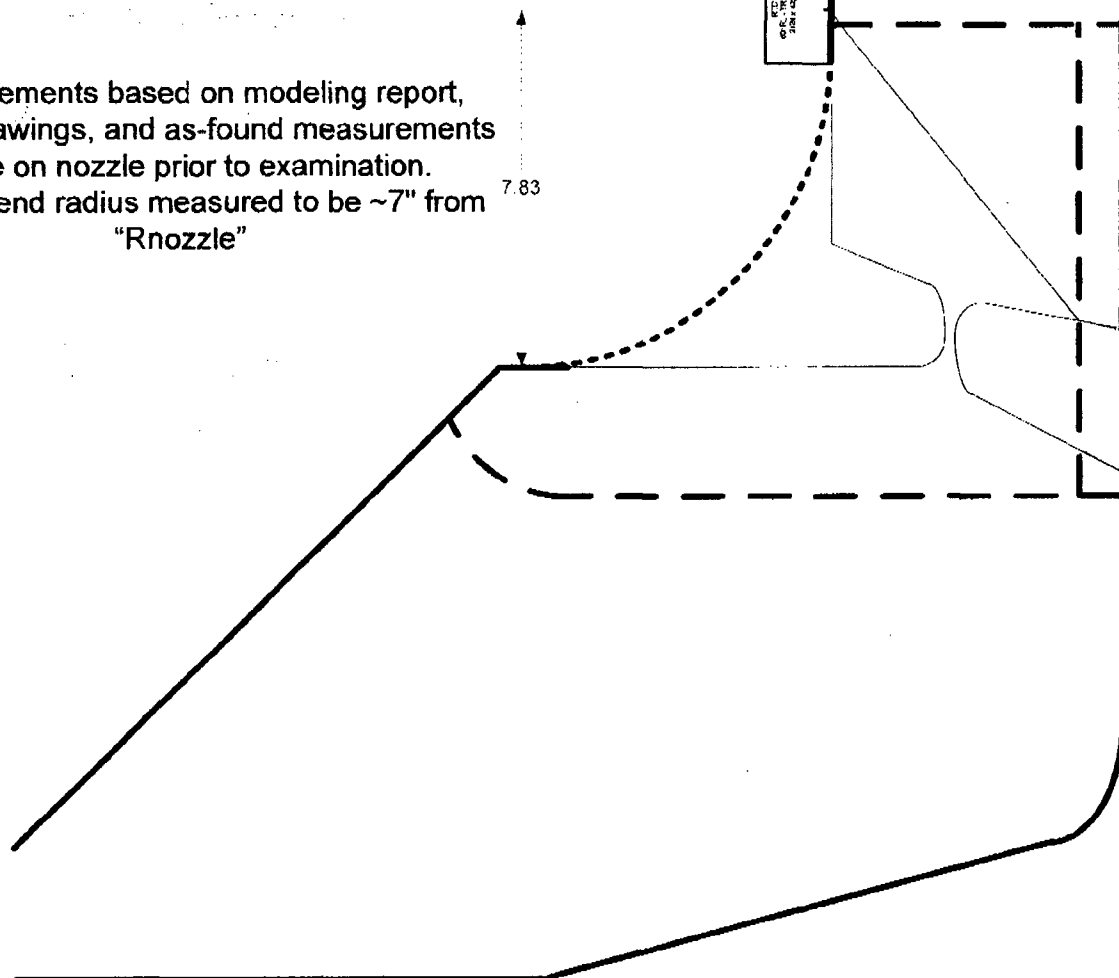 ements based on modeling report,
awings, and as-found measurements
e on nozzle prior to examination.
end radius measured to be ~7" from
“Rnozzle”
7.83